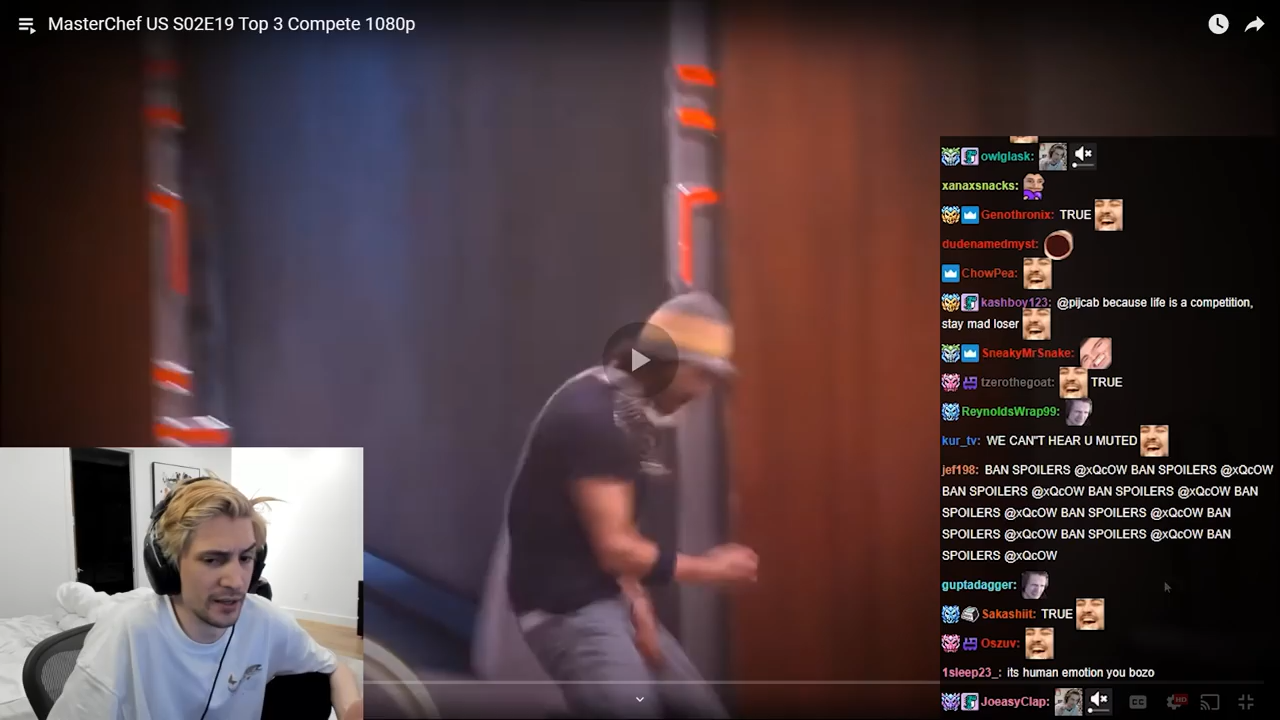 MasterChef US S02E19 Top 3 Compete 1080p
owlglask:
xanaxsnacks:
Genothronix: TRUE
dudenamedmyst:
ChowPea:
kashboy123: @pijcab because life is a competition,
stay mad loser
SneakyMrSnake:
tzerothegoat: TRUE
ReynoldsWrap99:
kur_tv: WE CAN"T HEAR U MUTED
jef198: BAN SPOILERS @xQcOW BAN SPOILERS @xQcOW
BAN SPOILERS @xQcOW BAN SPOILERS @xQcOW BAN
SPOILERS @xQcOW BAN SPOILERS @xQcOW BAN
SPOILERS @xQcOW BAN SPOILERS @xQcOW BAN
SPOILERS @xQcOW
guptadagger:
Sakashiit: TRUE
Oszuv:
1sleep23_: its human emotion you bozo
JoeasyClap:
CC HD